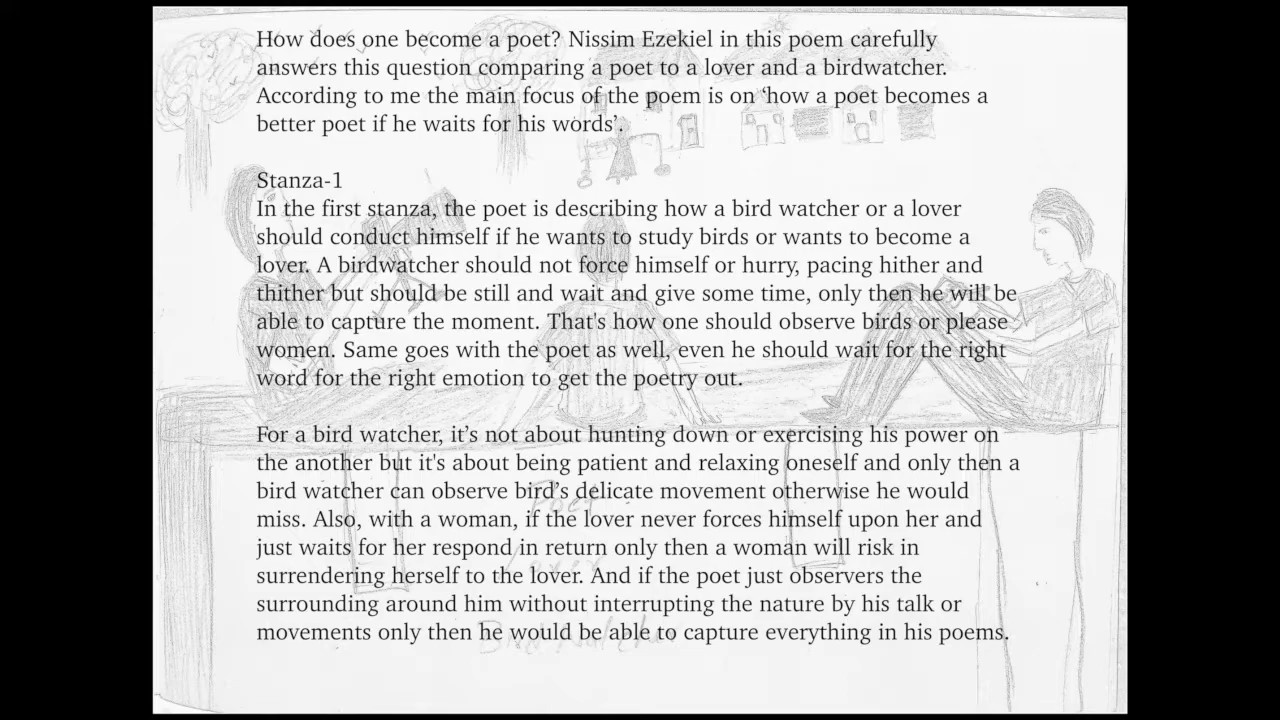 How does one become a poet? Nissim Ezekiel in this poem carefully
answers this question comparing a poet to a lover and a birdwatcher.
According to me the main focus of the poem is on ‘how a poet becomes a
better poet if he waits for his words’.
Stanza-1
In the first stanza, the poet is describing how a bird watcher or a lover
should conduct himself if he wants to study birds or wants to become a
lover. A birdwatcher should not force himself or hurry, pacing hither and
thither but should be still and wait and give some time, only then he will be
able to capture the moment. That's how one should observe birds or please
women. Same goes with the poet as well, even he should wait for the right
word for the right emotion to get the poetry out.
For a bird watcher, it’s not about hunting down or exercising his power on
the another but it's about being patient and relaxing oneself and only then a
bird watcher can observe bird’s delicate movement otherwise he would
miss. Also, with a woman, if the lover never forces himself upon her and
just waits for her respond in return only then a woman will risk in
surrendering herself to the lover. And if the poet just observers the
surrounding around him without interrupting the nature by his talk or
movements only then he would be able to capture everything in his poems.
Poet
Lover
Bird Watcher